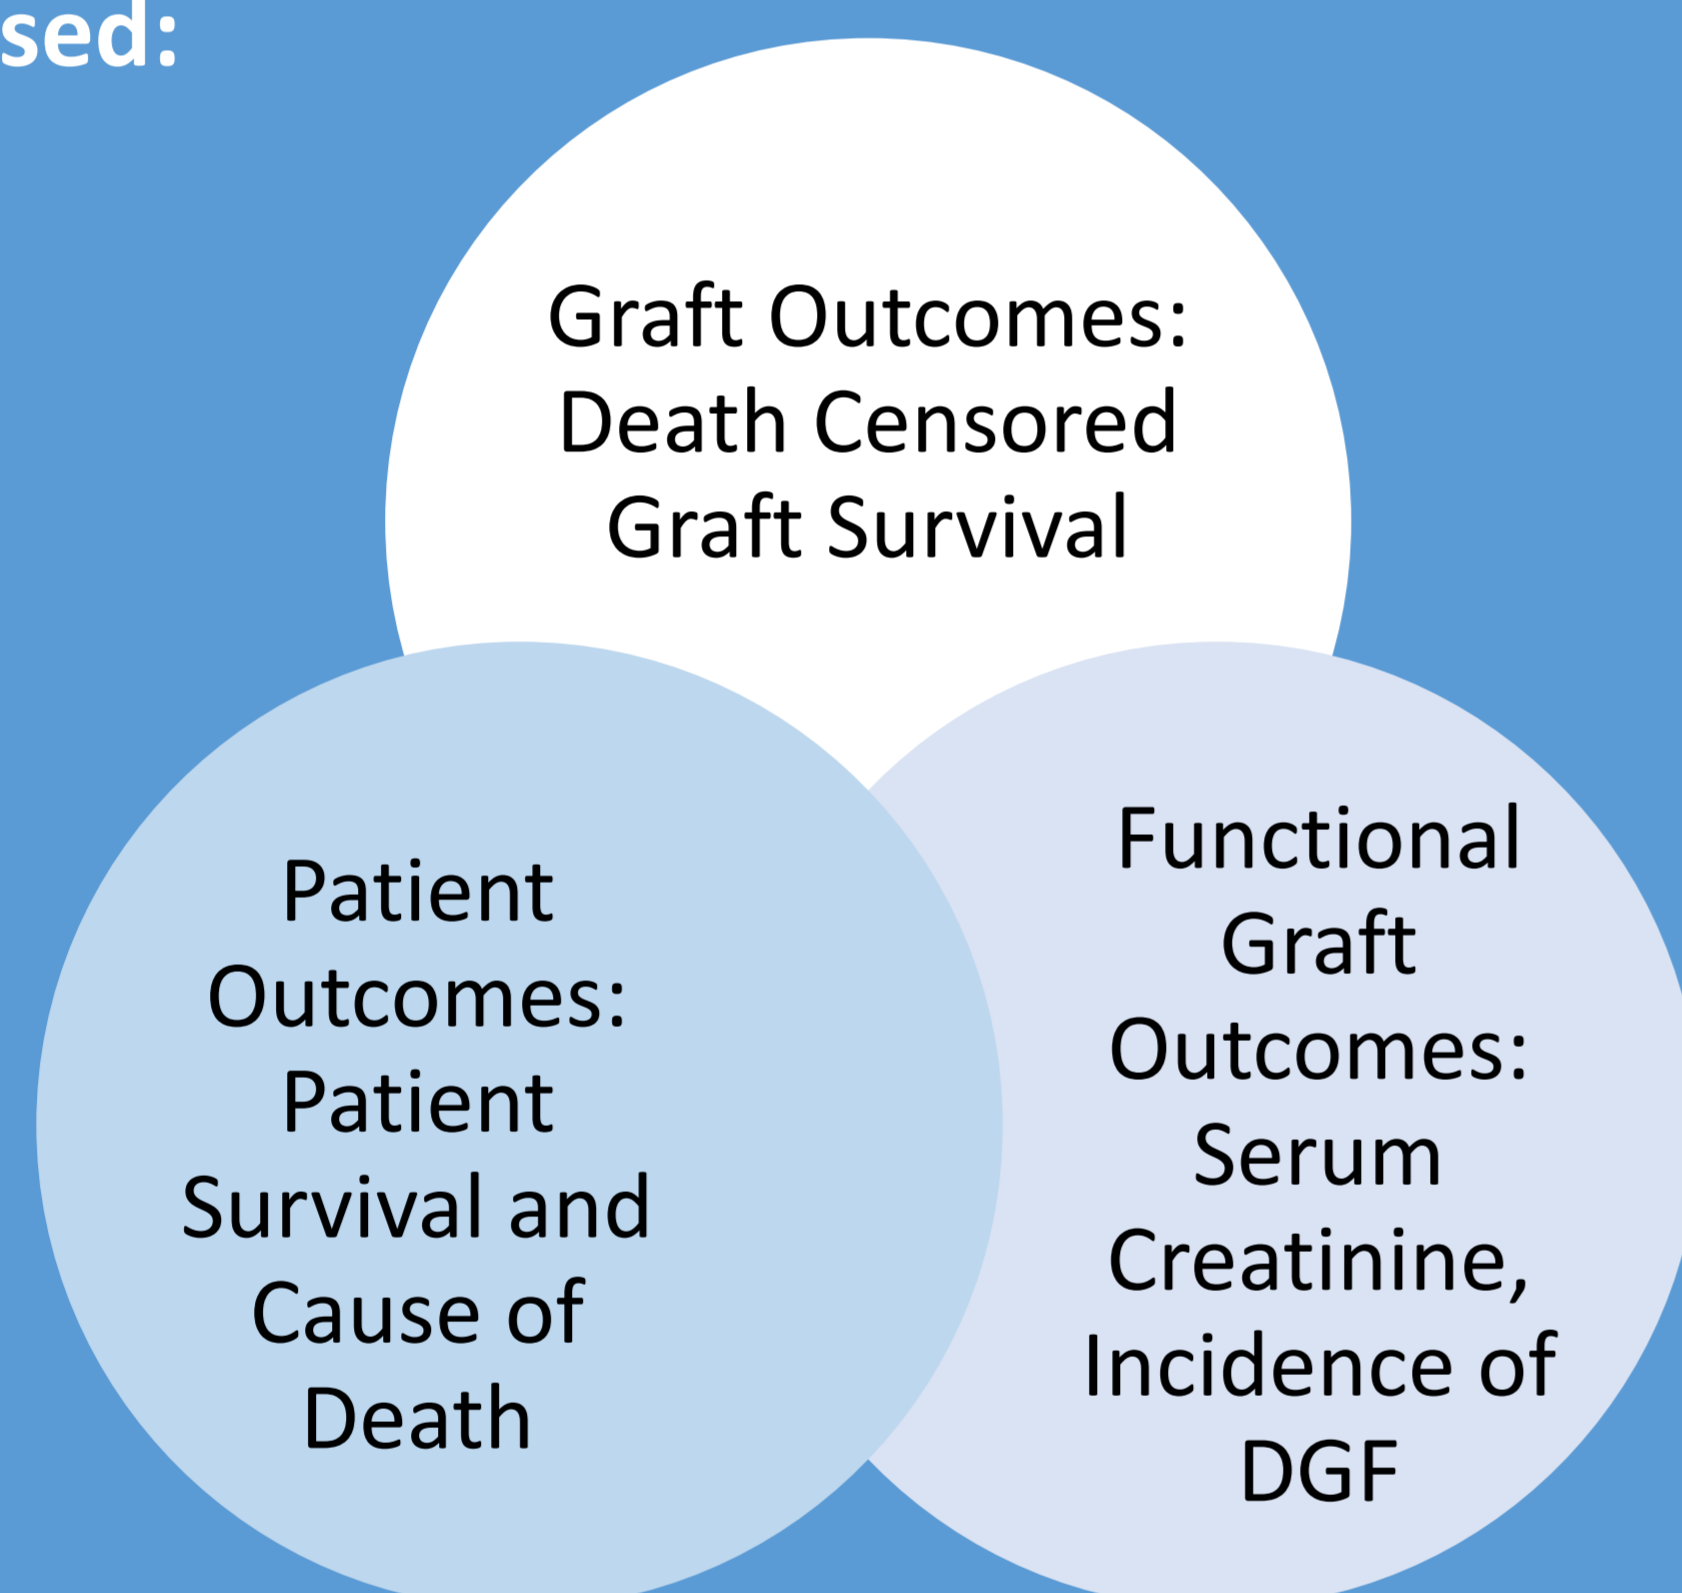 sed:
Graft Outcomes:
Death Censored
Graft Survival
Patient
Outcomes:
Patient
Survival and
Cause of
Death
Functional
Graft
Outcomes:
Serum
Creatinine,
Incidence of
DGF